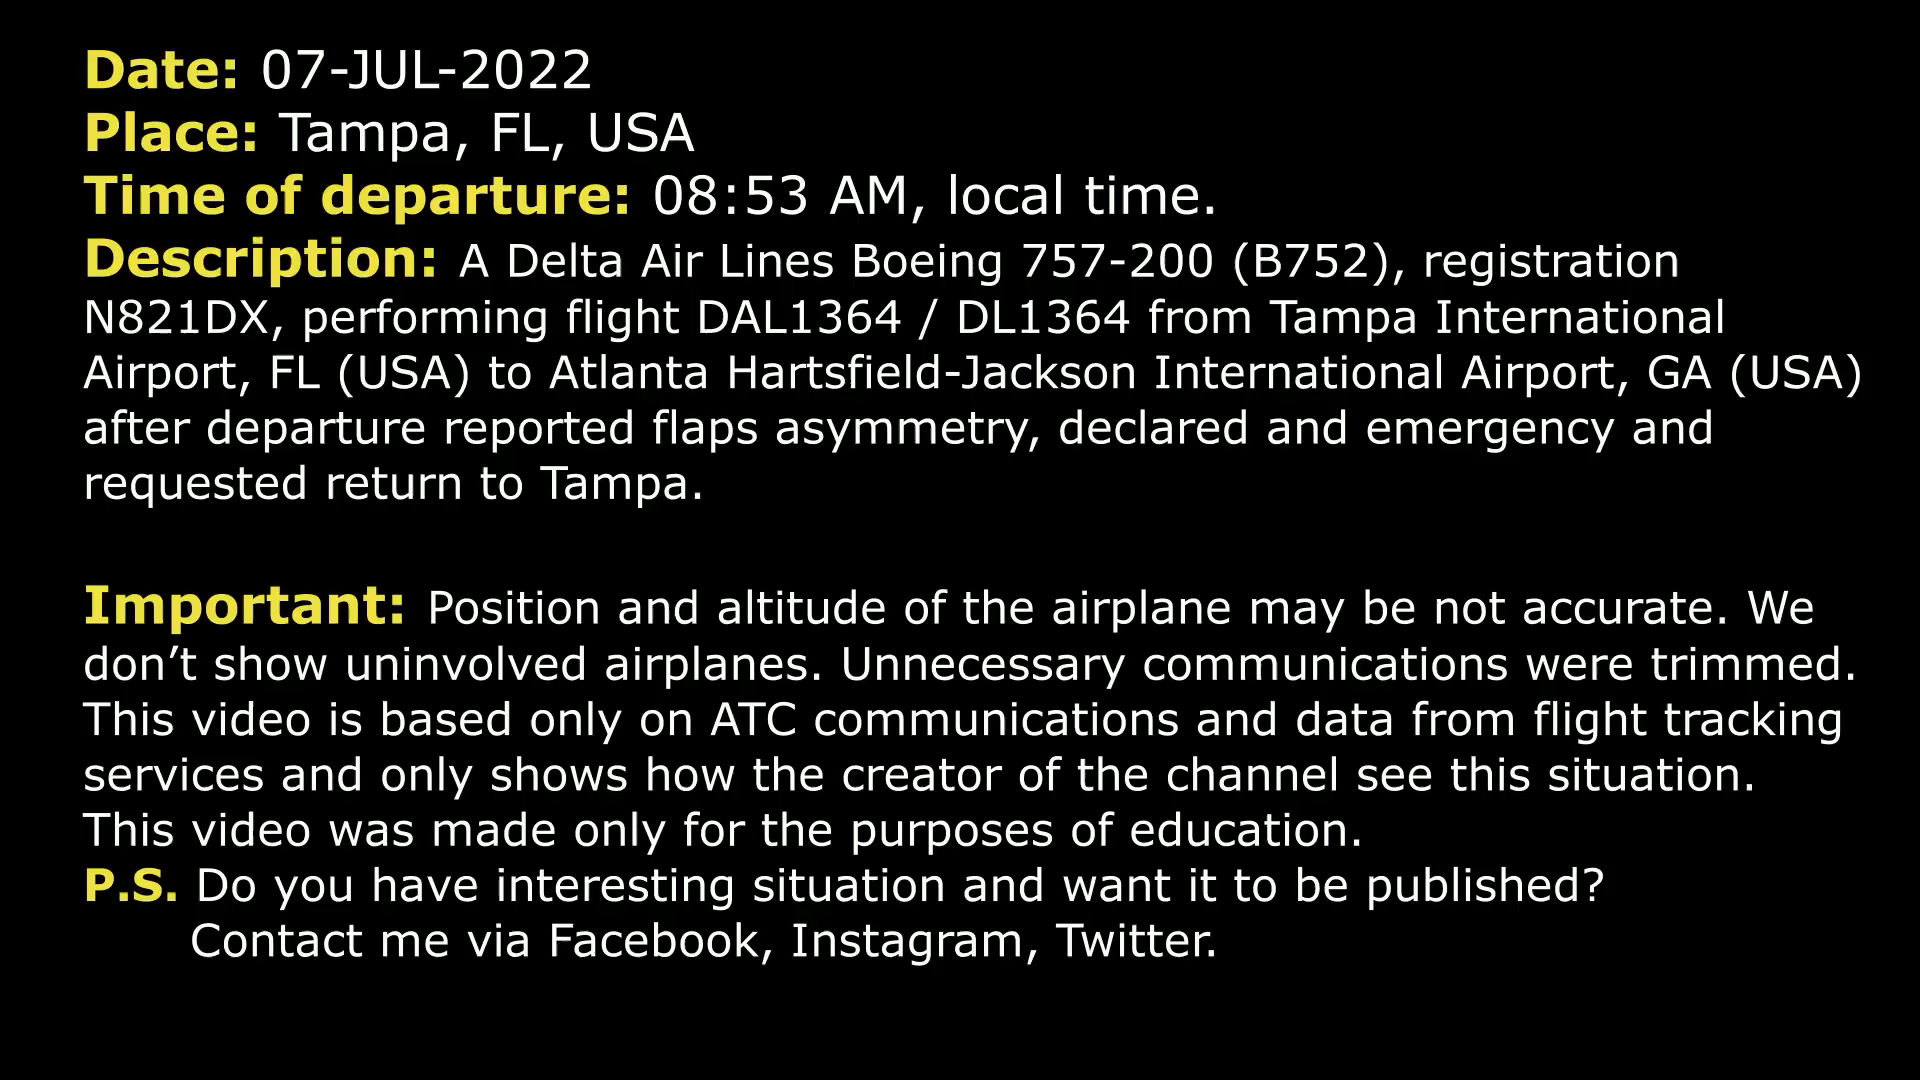 Date: 07-JUL-2022
Place: Tampa, FL, USA
Time of departure: 08:53 AM, local time.
Description: A Delta Air Lines Boeing 757-200 (B752), registration
N821DX, performing flight DAL1364 / DL1364 from Tampa International
Airport, FL (USA) to Atlanta Hartsfield-Jackson International Airport, GA (USA)
after departure reported flaps asymmetry, declared and emergency and
requested return to Tampa.
Important: Position and altitude of the airplane may be not accurate. We
don’t show uninvolved airplanes. Unnecessary communications were trimmed.
This video is based only on ATC communications and data from flight tracking
services and only shows how the creator of the channel see this situation.
This video was made only for the purposes of education.
P.S. Do you have interesting situation and want it to be published?
Contact me via Facebook, Instagram, Twitter.